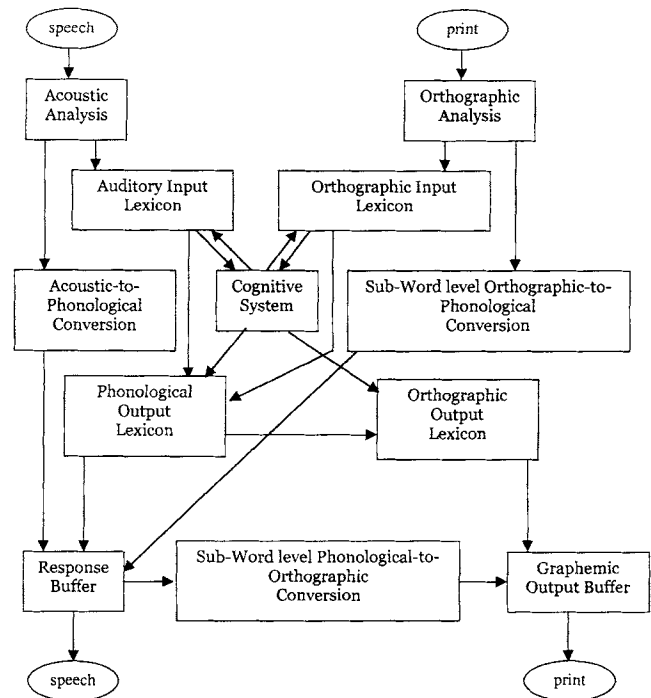 speech
print
Acoustic
Analysis
Orthographic
Analysis
Auditory Input
Lexicon
Orthographic Input
Lexicon
Acoustic-to-
Phonological
Conversion
Cognitive
System
Sub-Word level Orthographic-to-
Phonological
Conversion
Phonological
Output
Lexicon
Orthographic
Output
Lexicon
Response
Buffer
Sub-Word level Phonological-to-
Orthographic
Conversion
Graphemic
Output Buffer
speech
print